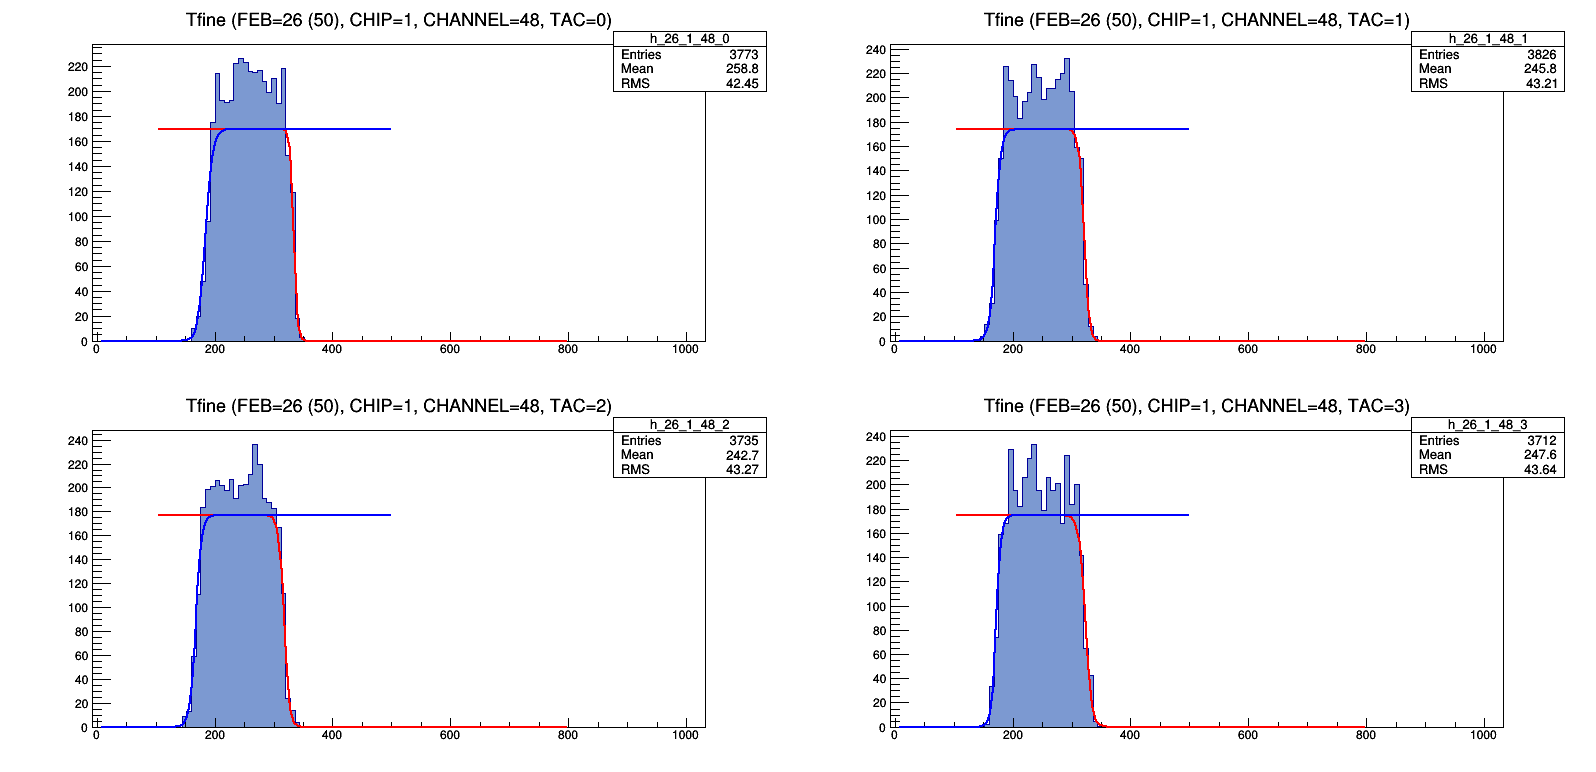 Tfine (FEB=26 (50), CHIP=1, CHANNEL=48, TAC=0)
h_26_1_48_0
Entries 3773
Mean 258.8
RMS 42.45
220
200
180
160
140
120
100
80
60
40
20
0
0 200 400 600 800 1000
Tfine (FEB=26 (50), CHIP=1, CHANNEL=48, TAC=1)
h_26_1_48_1
Entries 3826
Mean 245.8
RMS 43.21
240
220
200
180
160
140
120
100
80
60
40
20
0
0 200 400 600 800 1000
Tfine (FEB=26 (50), CHIP=1, CHANNEL=48, TAC=2)
h_26_1_48_2
Entries 3735
Mean 242.7
RMS 43.27
240
220
200
180
160
140
120
100
80
60
40
20
0
0 200 400 600 800 1000
Tfine (FEB=26 (50), CHIP=1, CHANNEL=48, TAC=3)
h_26_1_48_3
Entries 3712
Mean 247.6
RMS 43.64
240
220
200
180
160
140
120
100
80
60
40
20
0
0 200 400 600 800 1000